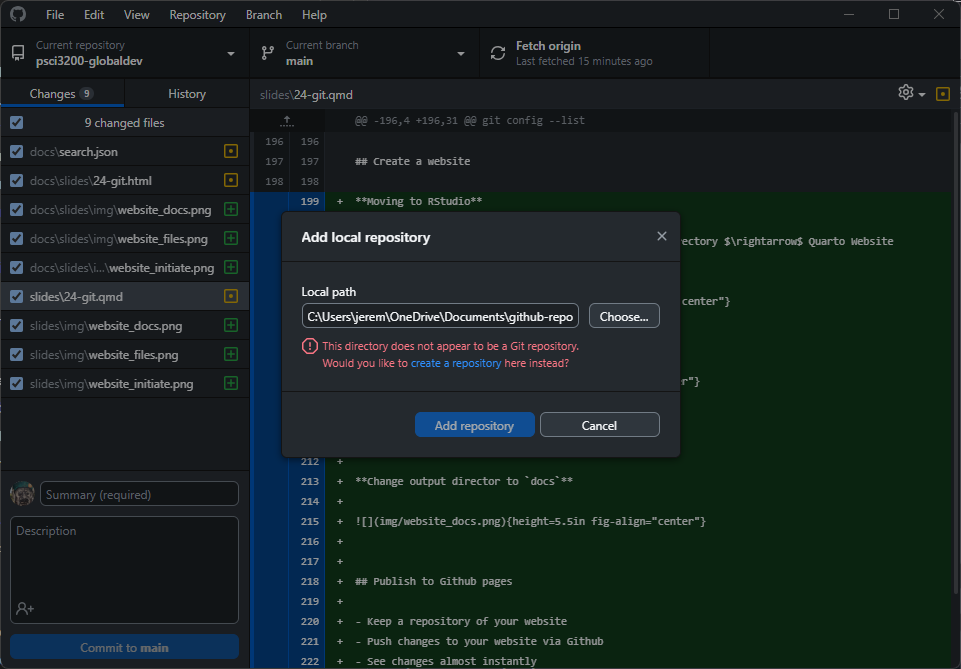 File Edit View Repository Branch Help
Current repository
psci3200-globaldev
Current branch
main
Fetch origin
Last fetched 15 minutes ago
Changes 9
History
slides\24-git.qmd
9 changed files
docs\search.json
docs\slides\24-git.html
docs\slides\img\website_docs.png
docs\slides\img\website_files.png
docs\slides\i...\website_initiate.png
slides\24-git.qmd
slides\img\website_docs.png
slides\img\website_files.png
slides\img\website_initiate.png
Summary (required)
Description
Commit to main
@@ -196,4 +196,31 @@ git config --list
196 196
197 197 ## Create a website
198 198
199 + **Moving to RStudio**
irectory $\rightarrow$ Quarto Website
center"}
r"}
212 +
213 + **Change output director to `docs`**
214 +
215 + ![](img/website_docs.png){height=5.5in fig-align="center"}
216 +
217 +
218 + ## Publish to Github pages
219 +
220 + - Keep a repository of your website
221 + - Push changes to your website via Github
222 + - See changes almost instantly
Add local repository
Local path
C:\Users\jerem\OneDrive\Documents\github-repo
Choose...
This directory does not appear to be a Git repository.
Would you like to create a repository here instead?
Add repository
Cancel